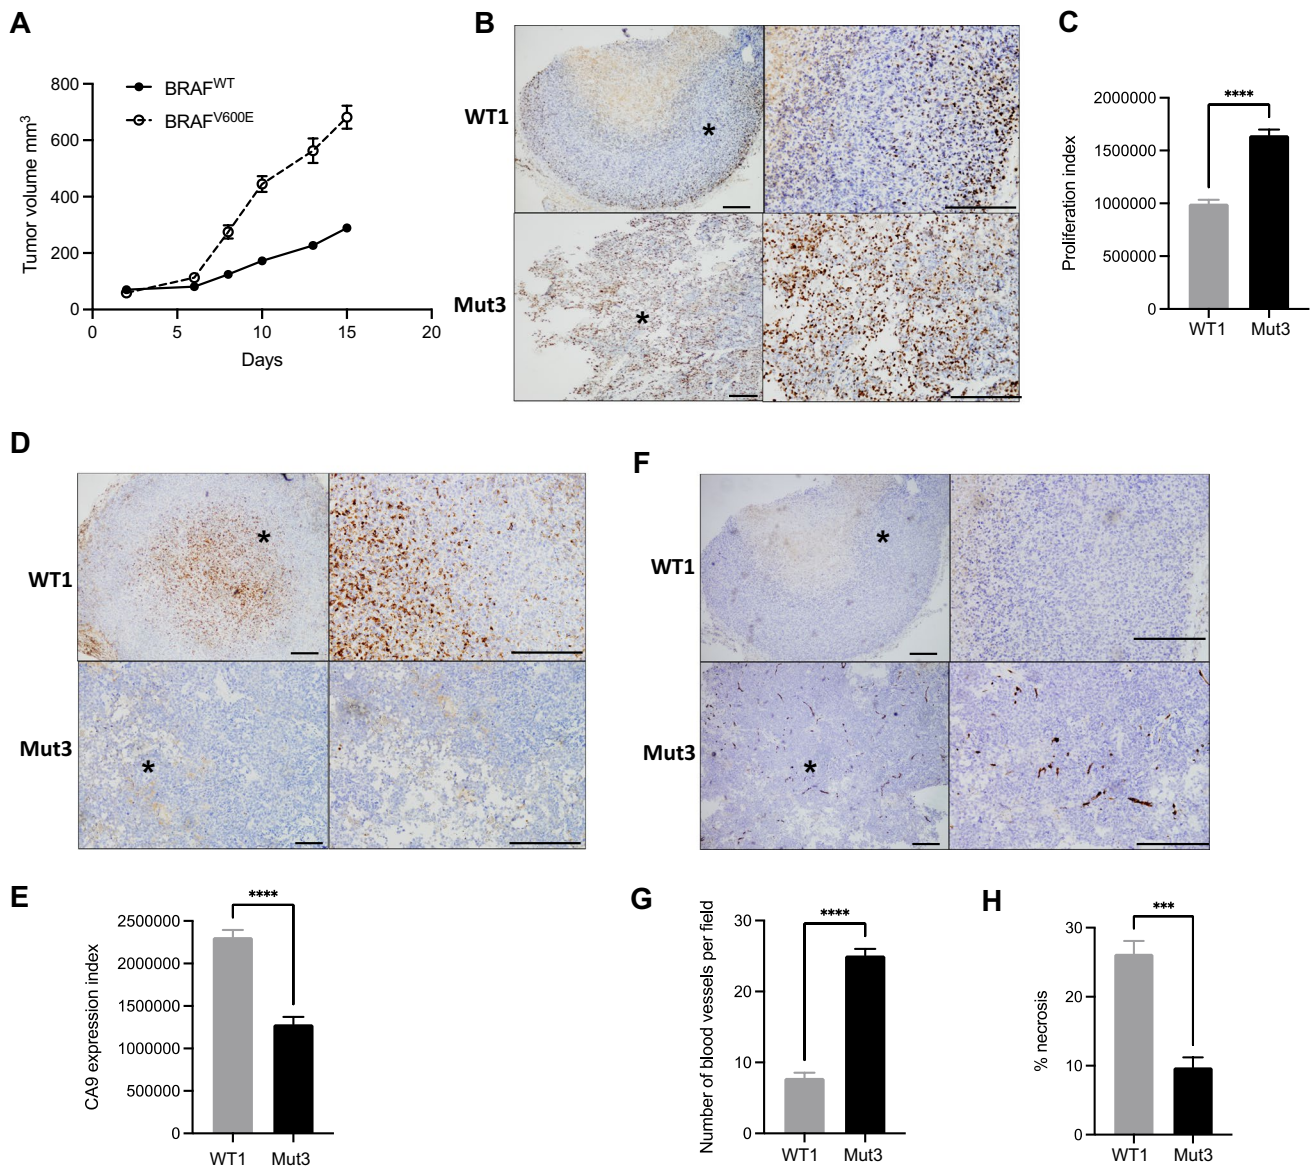 A
Tumor volume mm³
800
600
400
200
0
0
5
10
15
20
Days
BRAF^WT
BRAF^V600E
B
WT1
*
Mut3
*
C
Proliferation index
2000000
1500000
1000000
500000
0
****
WT1
Mut3
D
WT1
*
Mut3
*
F
WT1
*
Mut3
*
E
CA9 expression index
2500000
2000000
1500000
1000000
500000
0
****
WT1
Mut3
G
Number of blood vessels per field
30
20
10
0
****
WT1
Mut3
H
% necrosis
30
20
10
0
***
WT1
Mut3